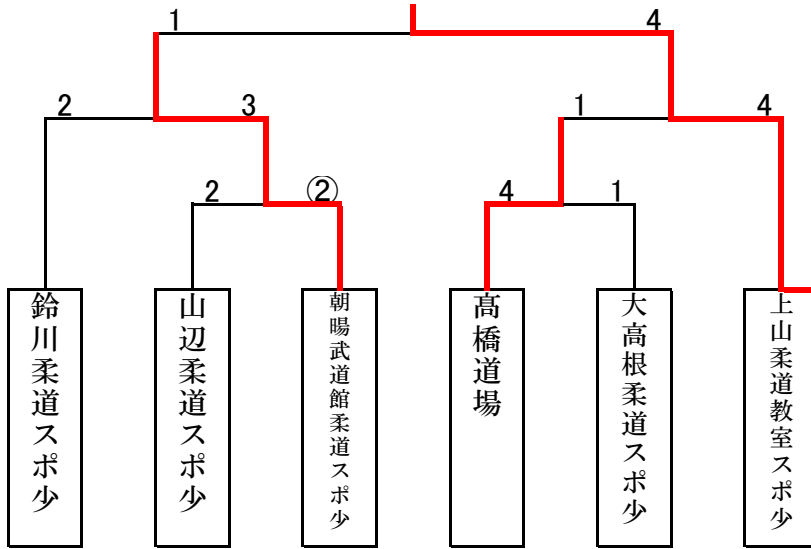 1 4
2 3 1 4
2 ② 4 1
鈴川柔道スポ少
山辺柔道スポ少
朝暘武道館柔道スポ少
髙橋道場
大高根柔道スポ少
上山柔道教室スポ少